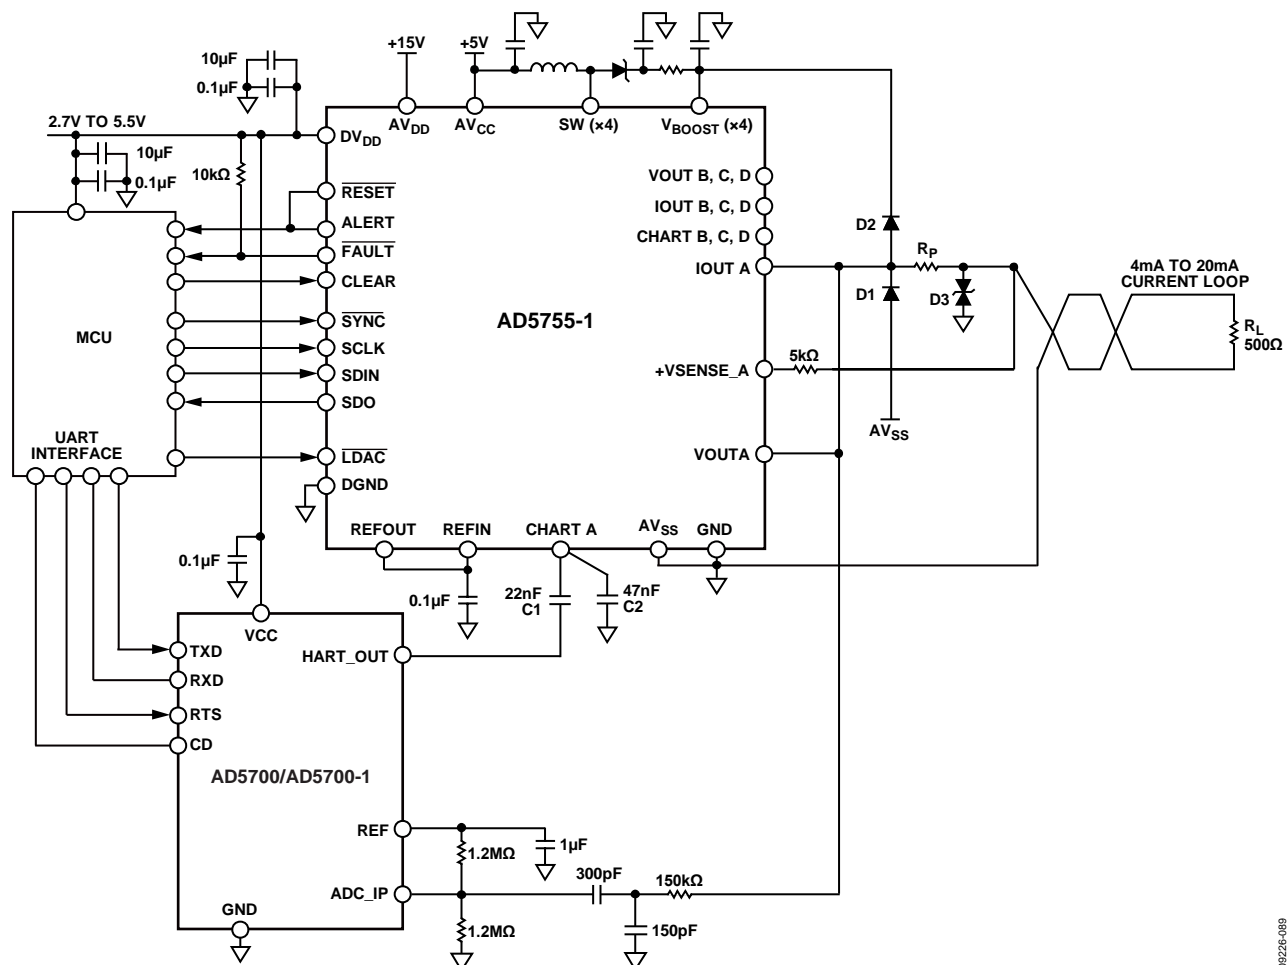 +15V
+5V
10µF
0.1µF
2.7V TO 5.5V
10µF
0.1µF
10kΩ
DVDD
AVDD
AVCC
SW (×4)
VBOOST (×4)
RESET
ALERT
FAULT
CLEAR
SYNC
SCLK
SDIN
SDO
LDAC
DGND
MCU
UART
INTERFACE
AD5755-1
VOUT B, C, D
IOUT B, C, D
CHART B, C, D
IOUT A
+VSENSE_A
VOUTA
D2
D1
RP
D3
4mA TO 20mA
CURRENT LOOP
RL
500Ω
5kΩ
AVSS
REFOUT
REFIN
CHART A
AVSS
GND
0.1µF
0.1µF
22nF
C1
47nF
C2
VCC
TXD
RXD
RTS
CD
HART_OUT
AD5700/AD5700-1
REF
ADC_IP
GND
1.2MΩ
1µF
1.2MΩ
300pF
150kΩ
150pF
09226-089